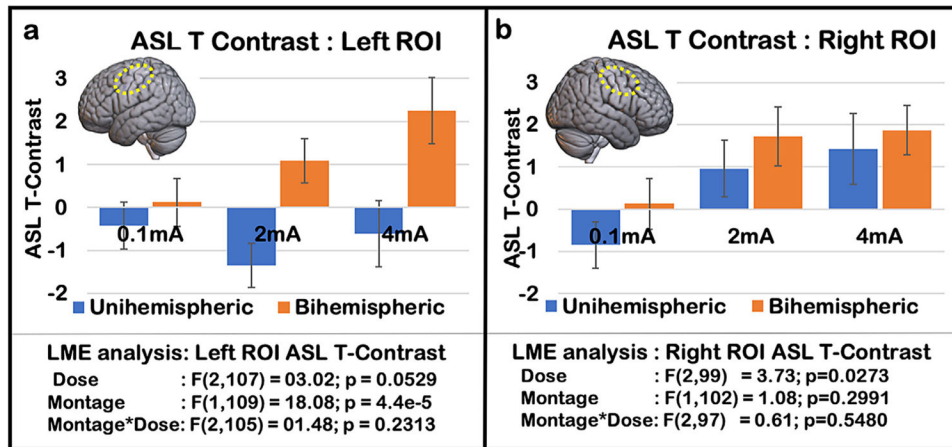 a
ASL T Contrast : Left ROI
ASL T-Contrast
3
2
1
0
-1
-2
0.1mA
2mA
4mA
Unihemispheric
Bihemispheric
LME analysis: Left ROI ASL T-Contrast
Dose : F(2,107) = 03.02; p = 0.0529
Montage : F(1,109) = 18.08; p = 4.4e-5
Montage*Dose: F(2,105) = 01.48; p = 0.2313
b
ASL T Contrast : Right ROI
ASL T-Contrast
3
2
1
0
-1
-2
0.1mA
2mA
4mA
Unihemispheric
Bihemispheric
LME analysis : Right ROI ASL T-Contrast
Dose : F(2,99) = 3.73; p=0.0273
Montage : F(1,102) = 1.08; p=0.2991
Montage*Dose : F(2,97) = 0.61; p=0.5480